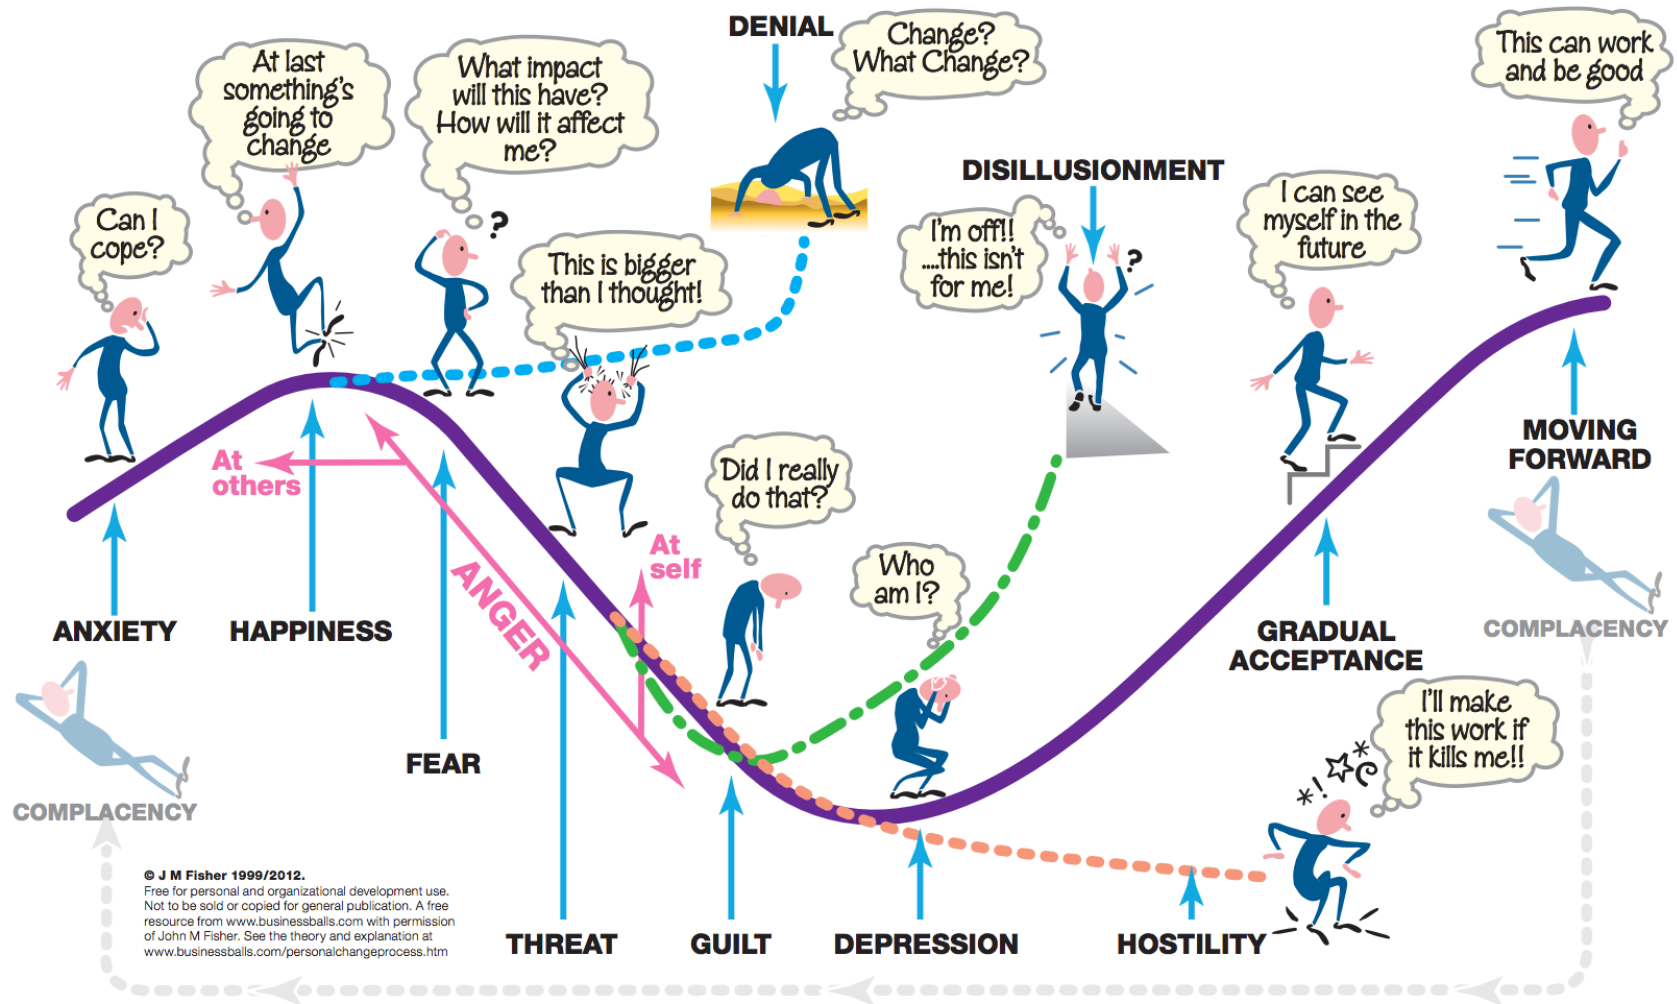 DENIAL
Change?
What Change?
This can work
and be good
At last
something's
going to
change
What impact
will this have?
How will it affect
me?
?
Can I
cope?
DISILLUSIONMENT
I'm off!!
....this isn't
for me!
?
I can see
myself in the
future
This is bigger
than I thought!
At
others
Did I really
do that?
At
self
ANGER
Who
am I?
MOVING
FORWARD
ANXIETY
HAPPINESS
GRADUAL
ACCEPTANCE
COMPLACENCY
FEAR
I'll make
this work if
it kills me!!
*!
*
COMPLACENCY
© J M Fisher 1999/2012.
Free for personal and organizational development use.
Not to be sold or copied for general publication. A free
resource from www.businessballs.com with permission
of John M Fisher. See the theory and explanation at
www.businessballs.com/personalchangeprocess.htm
THREAT
GUILT
DEPRESSION
HOSTILITY